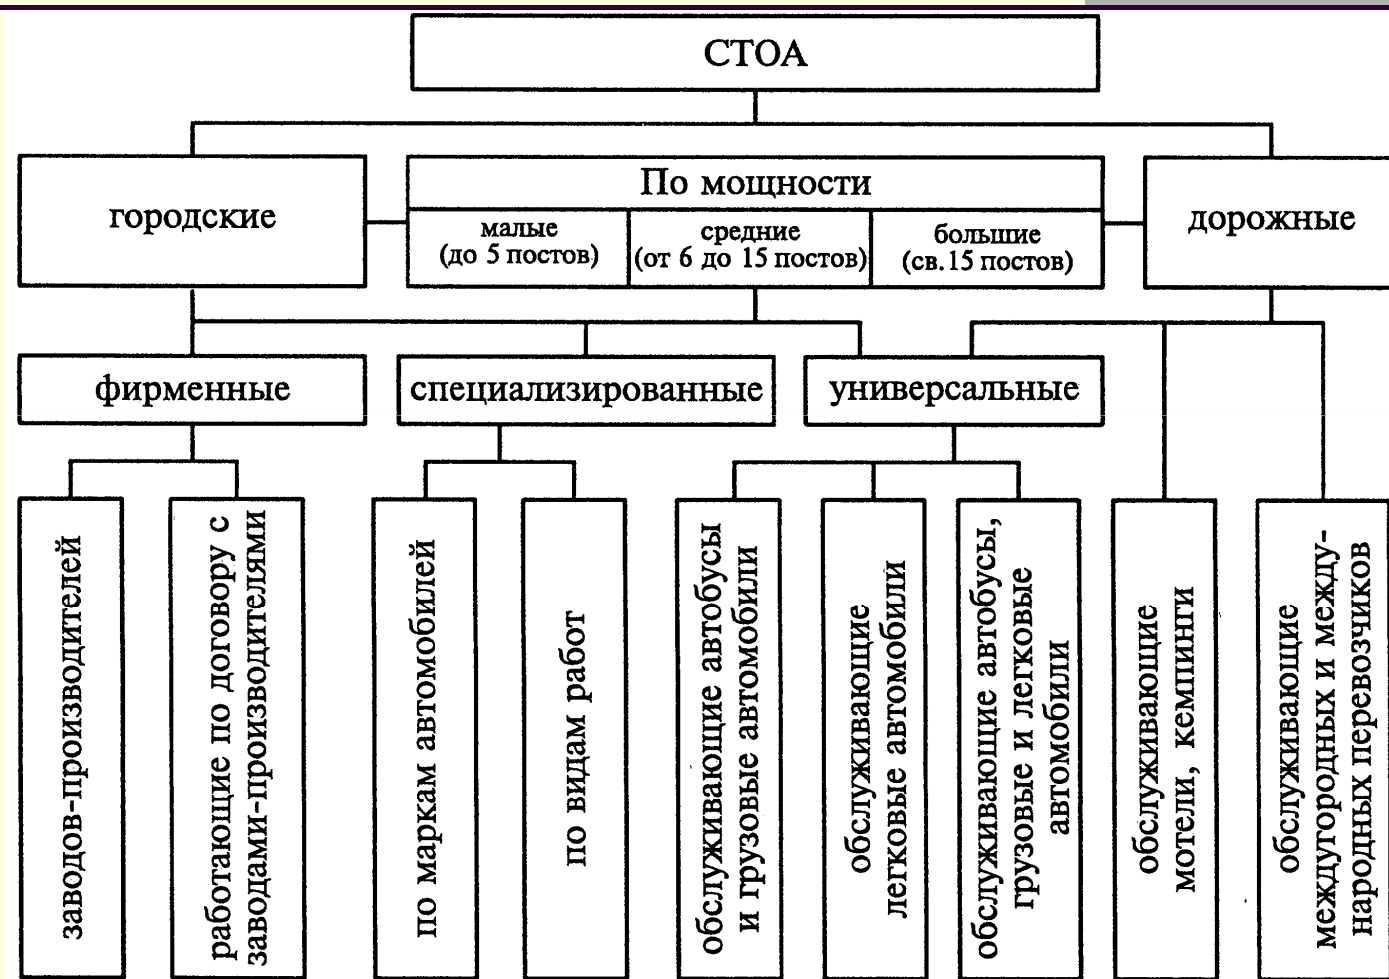 СТОА
городские
По мощности
малые
(до 5 постов)
средние
(от 6 до 15 постов)
большие
(св.15 постов)
дорожные
фирменные
специализированные
универсальные
заводов-производителей
работающие по договору с
заводами-производителями
по маркам автомобилей
по видам работ
обслуживающие автобусы
и грузовые автомобили
обслуживающие
легковые автомобили
обслуживающие автобусы,
грузовые и легковые
автомобили
обслуживающие
мотели, кемпинги
обслуживающие
междугородных и между-
народных перевозчиков